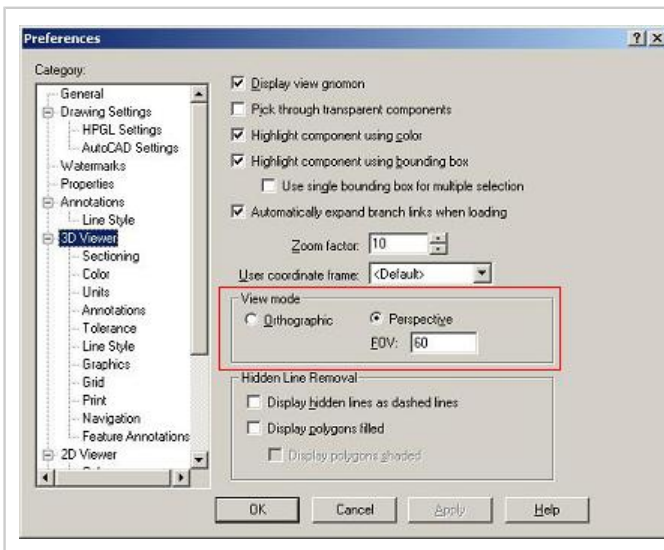 Preferences
Category:
General
Drawing Settings
HPGL Settings
AutoCAD Settings
Watermarks
Properties
Annotations
Line Style
3D Viewer
Sectioning
Color
Units
Annotations
Tolerance
Line Style
Graphics
Grid
Print
Navigation
Feature Annotations
2D Viewer
Display view gnomon
Pick through transparent components
Highlight component using color
Highlight component using bounding box
Use single bounding box for multiple selection
Automatically expand branch links when loading
Zoom factor: 10
User coordinate frame: <Default>
View mode
Orthographic Perspective
FOV: 60
Hidden Line Removal
Display hidden lines as dashed lines
Display polygons filled
Display polygons shaded
OK Cancel Apply Help